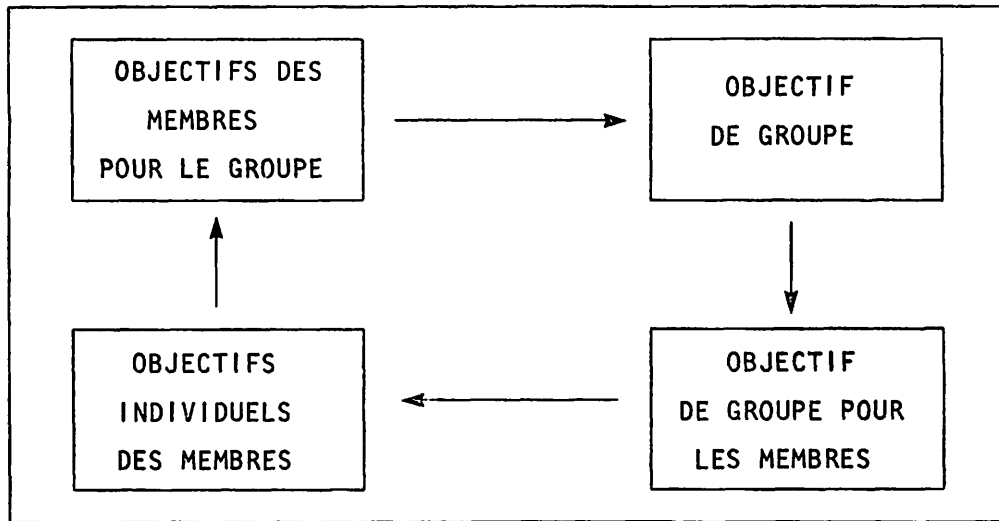 OBJECTIFS DES
MEMBRES
POUR LE GROUPE
OBJECTIF
DE GROUPE
OBJECTIFS
INDIVIDUELS
DES MEMBRES
OBJECTIF
DE GROUPE POUR
LES MEMBRES